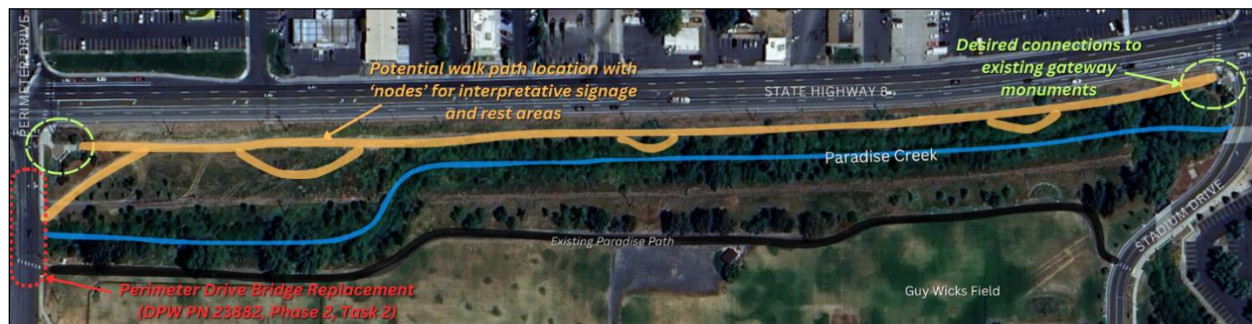 PERIMETER DRIVE
Potential walk path location with
'nodes' for interpretative signage
and rest areas
STATE HIGHWAY 8
Desired connections to
existing gateway
monuments
Paradise Creek
STADIUM DRIVE
Existing Paradise Path
Guy Wicks Field
Perimeter Drive Bridge Replacement
(DPW PN 23882, Phase 2, Task 2)